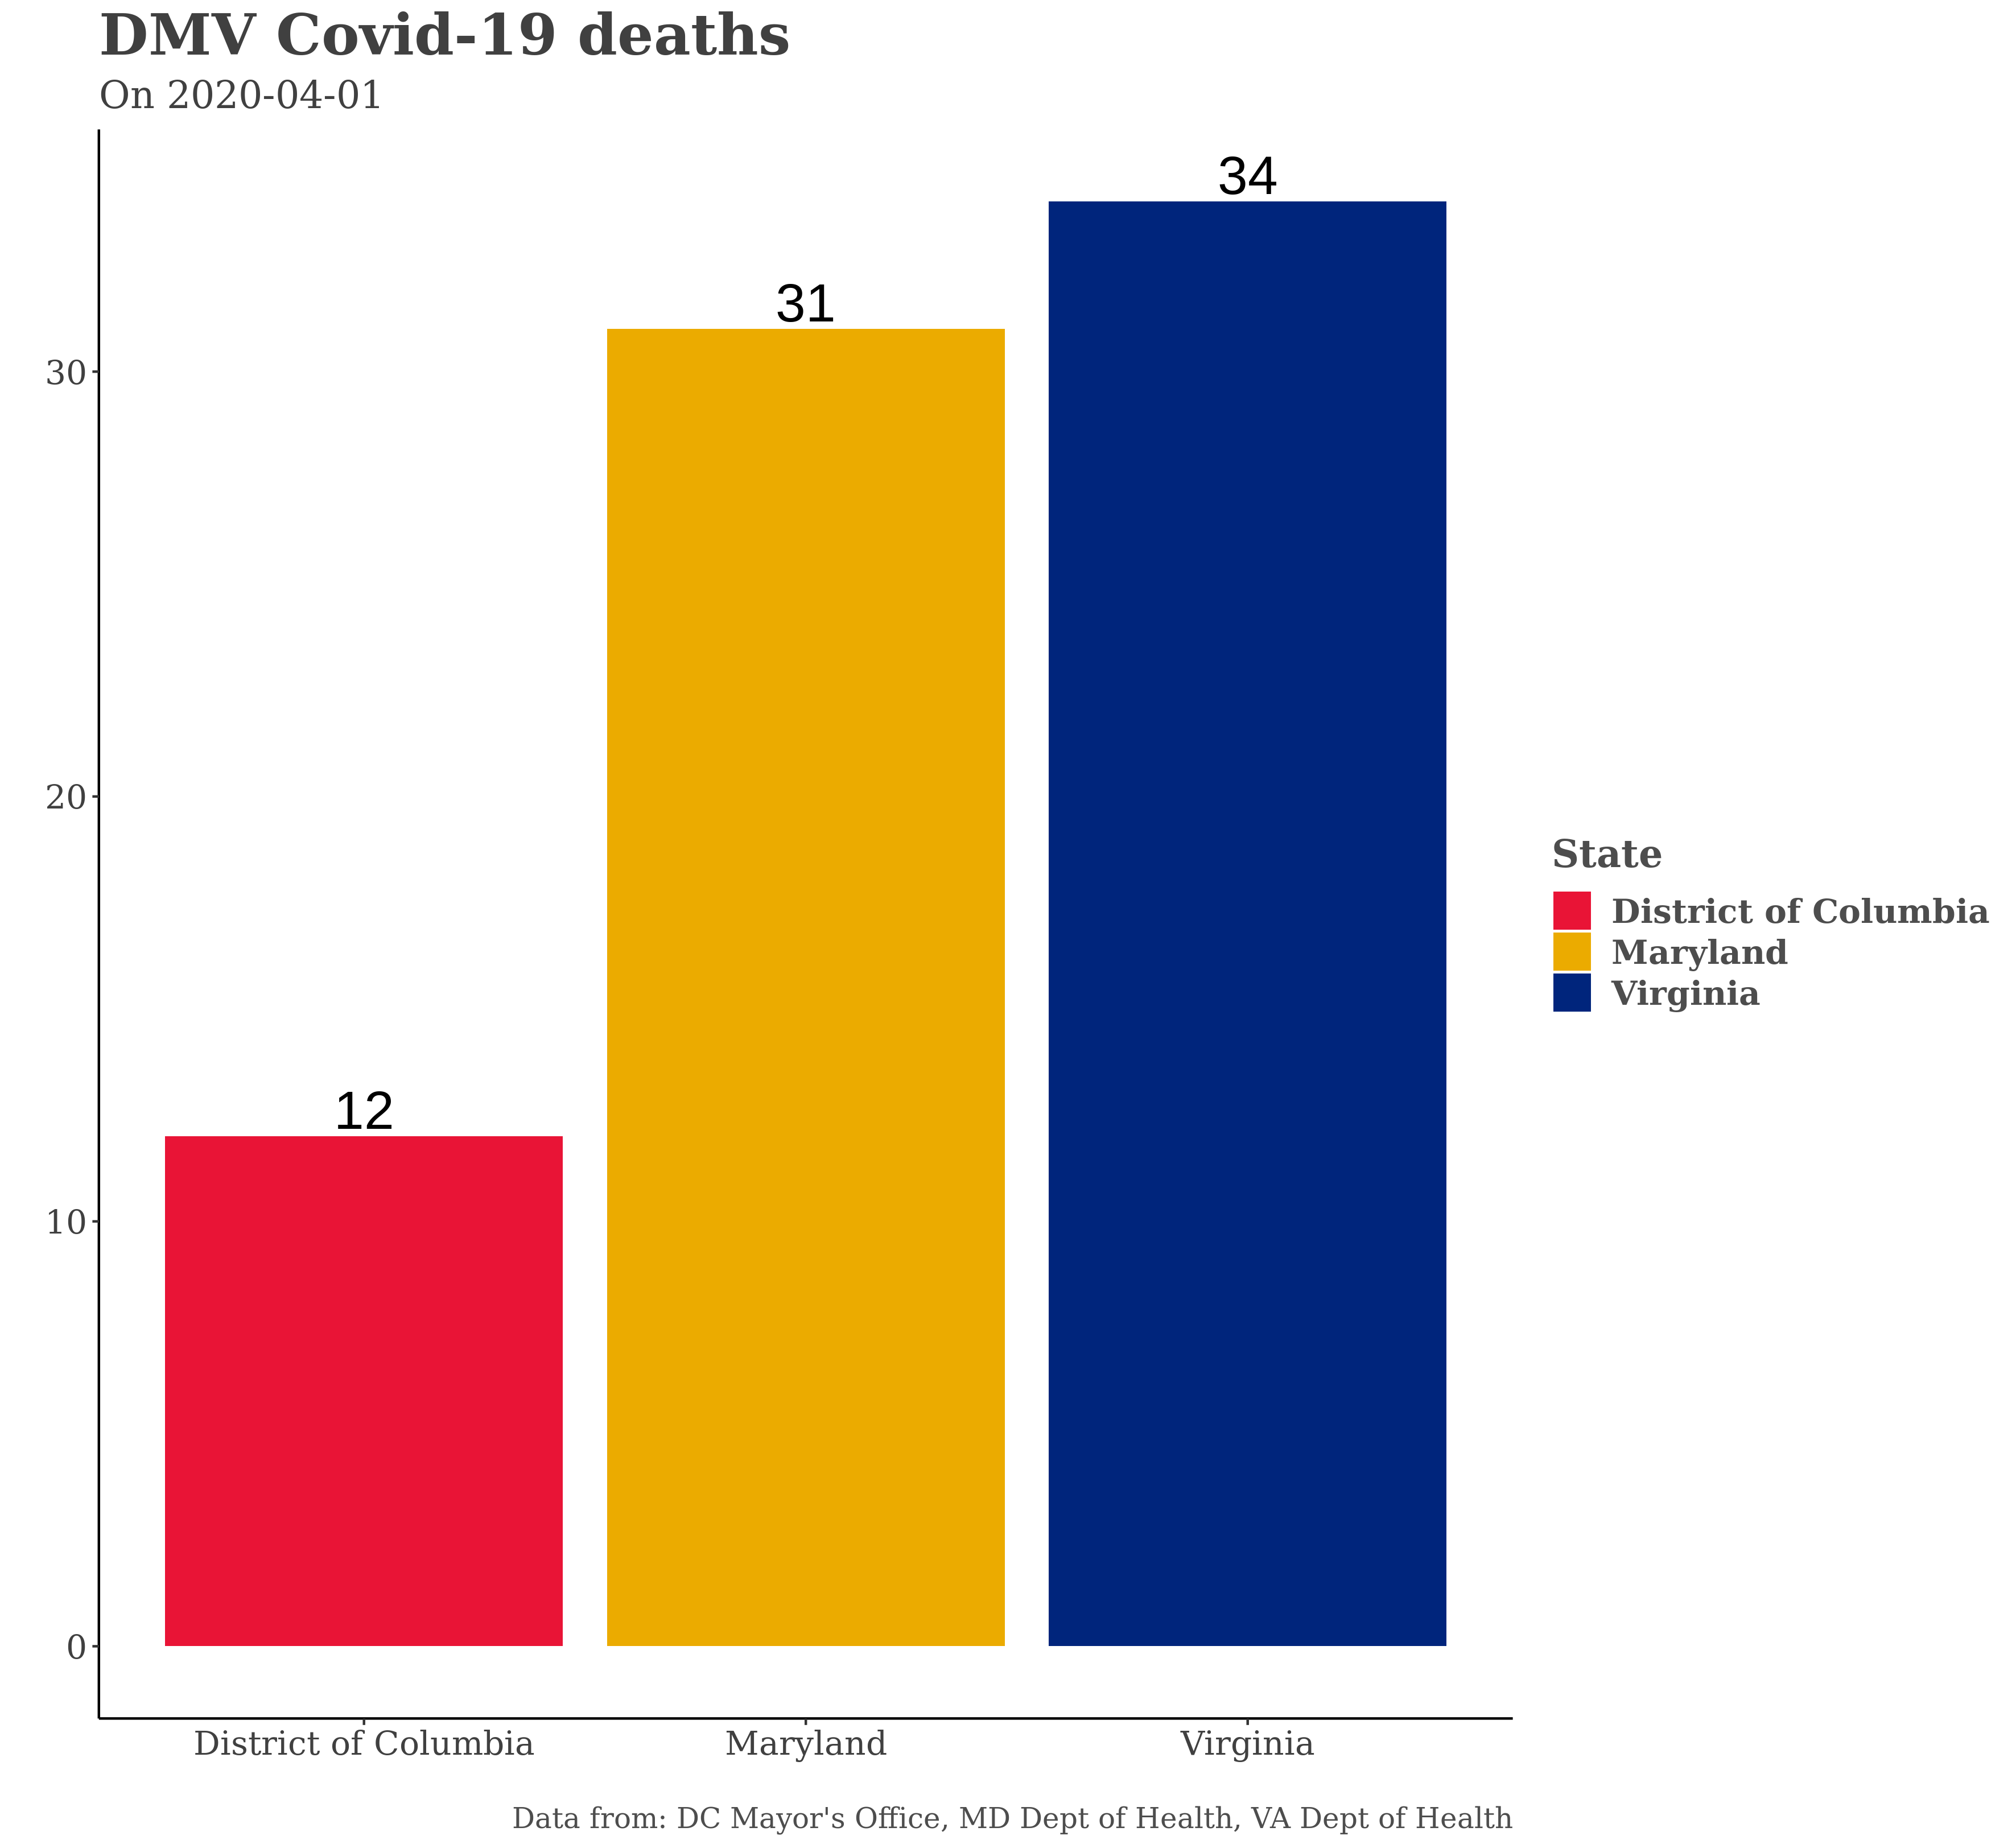 DMV Covid-19 deaths
On 2020-04-01
34
31
30
20
State
District of Columbia
Maryland
Virginia
12
10
0
District of Columbia Maryland Virginia
Data from: DC Mayor's Office, MD Dept of Health, VA Dept of Health